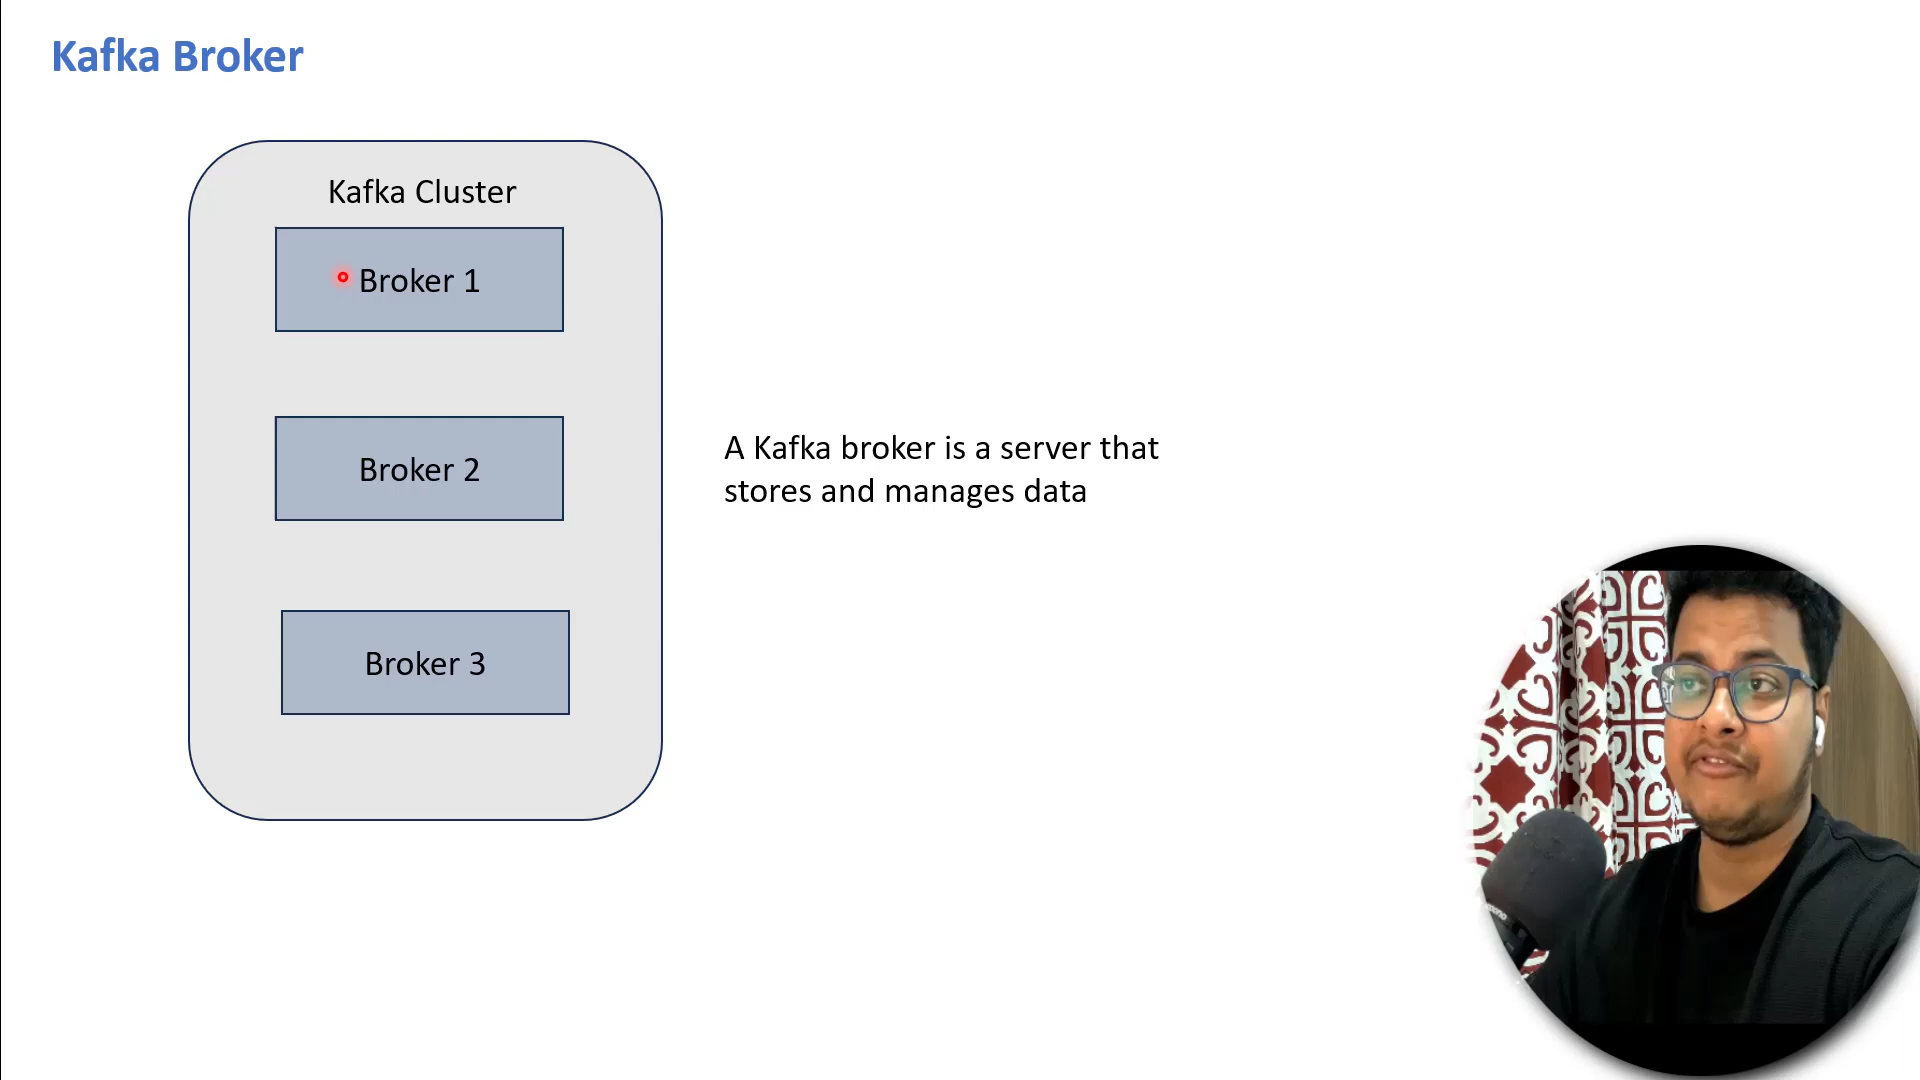 Kafka Broker
Kafka Cluster
Broker 1
Broker 2
Broker 3
A Kafka broker is a server that
stores and manages data